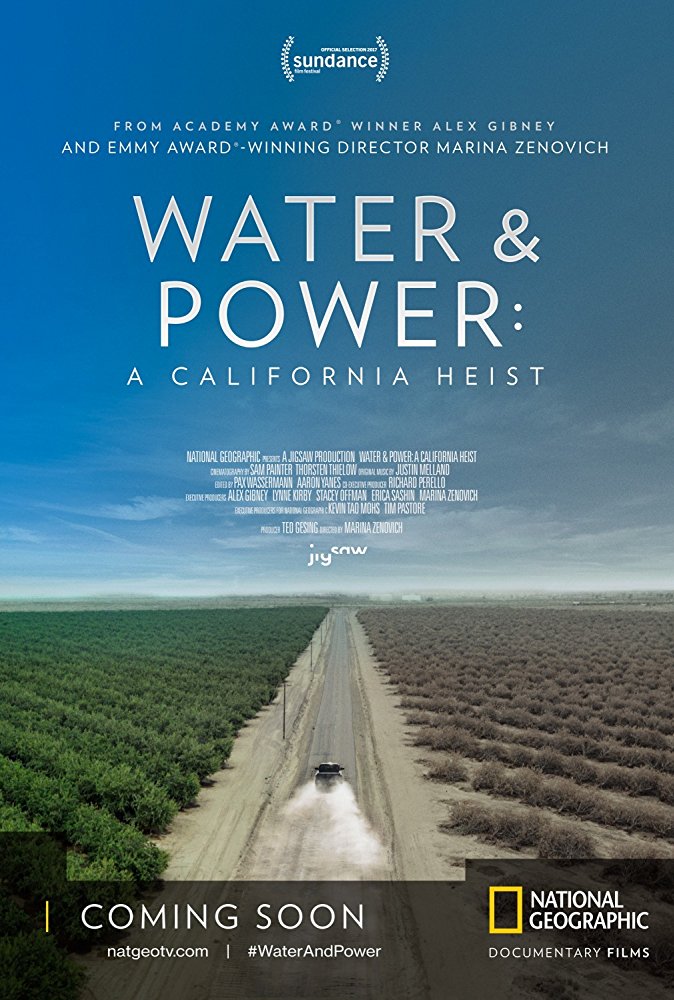 OFFICIAL SELECTION 2017
sundance
film festival
FROM ACADEMY AWARD® WINNER ALEX GIBNEY
AND EMMY AWARD®-WINNING DIRECTOR MARINA ZENOVICH
WATER &
POWER:
A CALIFORNIA HEIST
NATIONAL GEOGRAPHIC PRESENTS A JIGSAW PRODUCTION WATER & POWER: A CALIFORNIA HEIST
CINEMATOGRAPHY BY SAM PAINTER THORSTEN THIELOW ORIGINAL MUSIC BY JUSTIN MELLAND
EDITED BY PAX WASSERMANN AARON YANES CO-EXECUTIVE PRODUCER RICHARD PERELLO
EXECUTIVE PRODUCERS ALEX GIBNEY LYNNE KIRBY STACEY OFFMAN ERICA SASHIN MARINA ZENOVICH
EXECUTIVE PRODUCERS FOR NATIONAL GEOGRAPHIC KEVIN TAO MOHS TIM PASTORE
PRODUCER TED GESING DIRECTED BY MARINA ZENOVICH
jigsaw
COMING SOON
natgeotv.com | #WaterAndPower
NATIONAL
GEOGRAPHIC
DOCUMENTARY FILMS